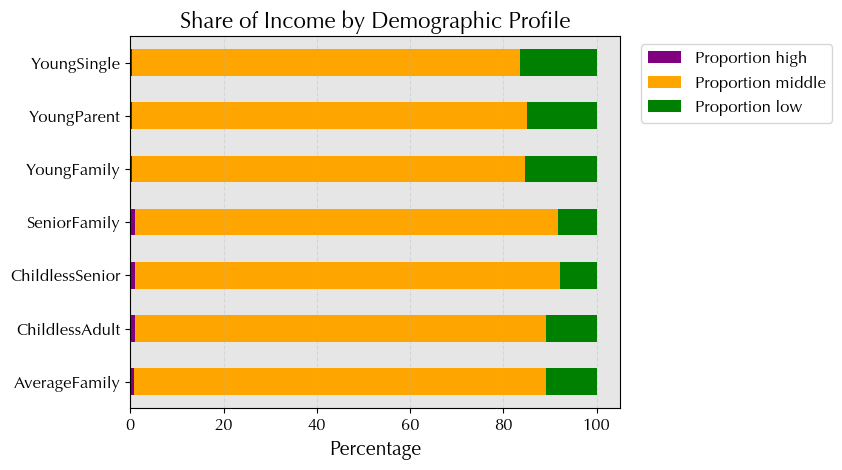 Share of Income by Demographic Profile
YoungSingle
YoungParent
YoungFamily
SeniorFamily
ChildlessSenior
ChildlessAdult
AverageFamily
0 20 40 60 80 100
Percentage
Proportion high
Proportion middle
Proportion low